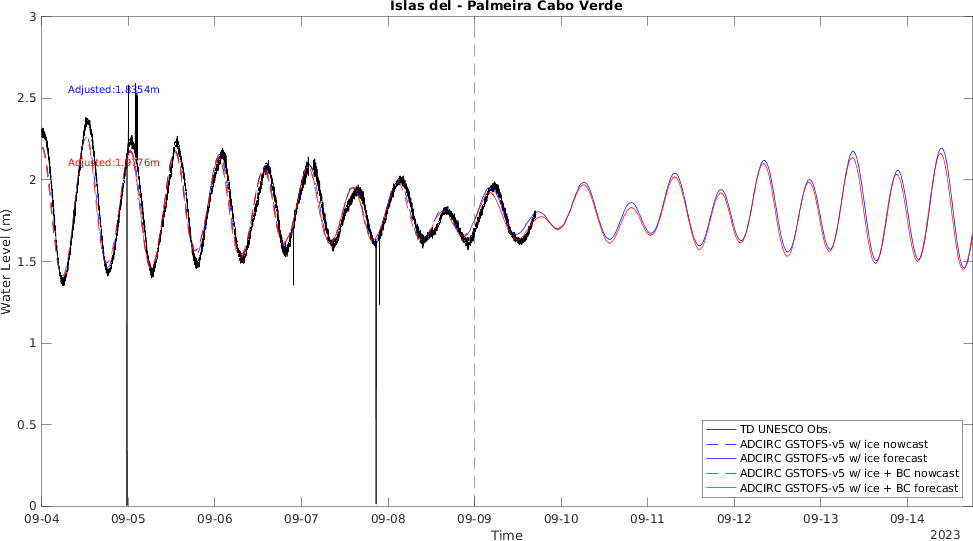 Islas del - Palmeira Cabo Verde
3
2.5
2
1.5
1
0.5
0
Water Level (m)
Adjusted:1.8354m
Adjusted:1.9776m
TD UNESCO Obs.
ADCIRC GSTOFS-v5 w/ ice nowcast
ADCIRC GSTOFS-v5 w/ ice forecast
ADCIRC GSTOFS-v5 w/ ice + BC nowcast
ADCIRC GSTOFS-v5 w/ ice + BC forecast
09-04 09-05 09-06 09-07 09-08 09-09 09-10 09-11 09-12 09-13 09-14
Time
2023